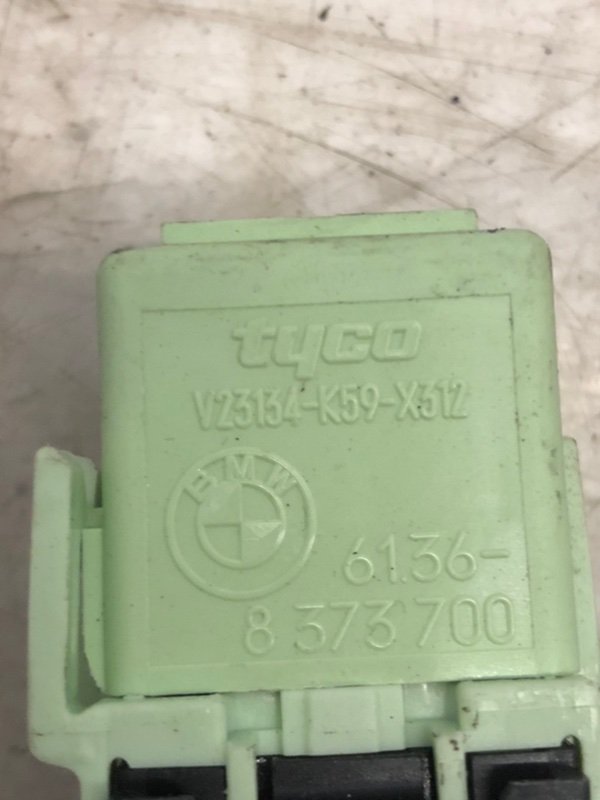 tyco
V23134-K59-X312
BMW
61.36-
8 373 700